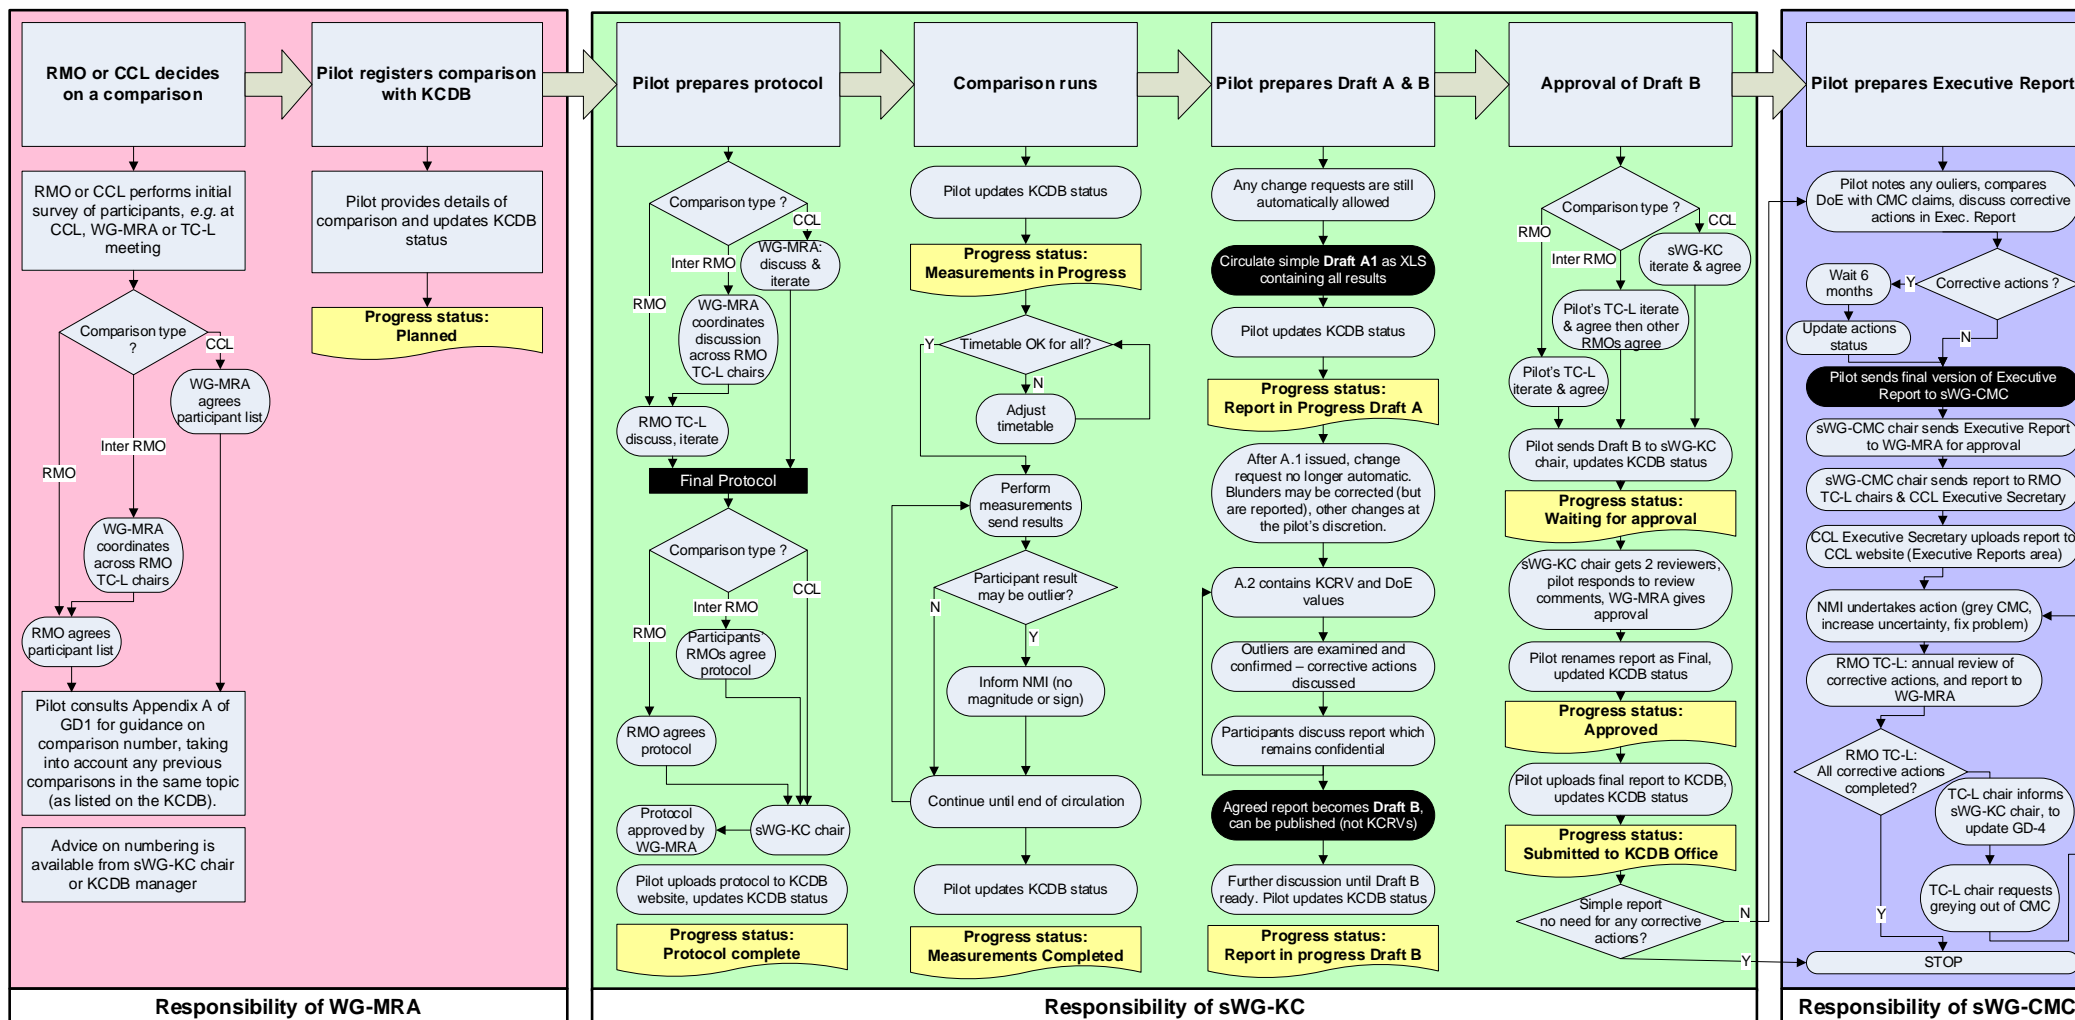 RMO or CCL decides
on a comparison
RMO or CCL performs initial
survey of participants, e.g. at
CCL, WG-MRA or TC-L
meeting
Comparison type
?
CCL
WG-MRA
agrees
participant list
Inter RMO
RMO
WG-MRA
coordinates
across RMO
TC-L chairs
RMO agrees
participant list
Pilot consults Appendix A of
GD1 for guidance on
comparison number, taking
into account any previous
comparisons in the same topic
(as listed on the KCDB).
Advice on numbering is
available from sWG-KC chair
or KCDB manager
Pilot registers comparison
with KCDB
Pilot provides details of
comparison and updates KCDB
status
Progress status:
Planned
Responsibility of WG-MRA
Pilot prepares protocol
Comparison type ?
CCL
WG-MRA:
discuss &
iterate
Inter RMO
RMO
WG-MRA
coordinates
discussion
across RMO
TC-L chairs
RMO TC-L
discuss, iterate
Final Protocol
Comparison type ?
CCL
Inter RMO
RMO
Participants'
RMOs agree
protocol
RMO agrees
protocol
Protocol
approved by
WG-MRA
sWG-KC chair
Pilot uploads protocol to KCDB
website, updates KCDB status
Progress status:
Protocol complete
Comparison runs
Pilot updates KCDB status
Progress status:
Measurements in Progress
Y
Timetable OK for all?
N
Adjust
timetable
Perform
measurements
send results
Participant result
may be outlier?
N
Y
Inform NMI (no
magnitude or sign)
Continue until end of circulation
Pilot updates KCDB status
Progress status:
Measurements Completed
Pilot prepares Draft A & B
Any change requests are still
automatically allowed
Circulate simple Draft A1 as XLS
containing all results
Pilot updates KCDB status
Progress status:
Report in Progress Draft A
After A.1 issued, change
request no longer automatic.
Blunders may be corrected (but
are reported), other changes at
the pilot's discretion.
A.2 contains KCRV and DoE
values
Outliers are examined and
confirmed – corrective actions
discussed
Participants discuss report which
remains confidential
Agreed report becomes Draft B,
can be published (not KCRVs)
Further discussion until Draft B
ready. Pilot updates KCDB status
Progress status:
Report in progress Draft B
Approval of Draft B
Comparison type ?
CCL
RMO
sWG-KC
iterate & agree
Inter RMO
Pilot's TC-L iterate
& agree then other
RMOs agree
Pilot's TC-L
iterate & agree
Pilot sends Draft B to sWG-KC
chair, updates KCDB status
Progress status:
Waiting for approval
sWG-KC chair gets 2 reviewers,
pilot responds to review
comments, WG-MRA gives
approval
Pilot renames report as Final,
updated KCDB status
Progress status:
Approved
Pilot uploads final report to KCDB,
updates KCDB status
Progress status:
Submitted to KCDB Office
Simple report
no need for any corrective
actions?
N
Y
Responsibility of sWG-KC
Pilot prepares Executive Report
Pilot notes any ouliers, compares
DoE with CMC claims, discuss corrective
actions in Exec. Report
Wait 6
months
Y
Corrective actions ?
Update actions
status
N
Pilot sends final version of Executive
Report to sWG-CMC
sWG-CMC chair sends Executive Report
to WG-MRA for approval
sWG-CMC chair sends report to RMO
TC-L chairs & CCL Executive Secretary
CCL Executive Secretary uploads report to
CCL website (Executive Reports area)
NMI undertakes action (grey CMC,
increase uncertainty, fix problem)
RMO TC-L: annual review of
corrective actions, and report to
WG-MRA
RMO TC-L:
All corrective actions
completed?
TC-L chair informs
sWG-KC chair, to
update GD-4
TC-L chair requests
greying out of CMC
Y
STOP
Responsibility of sWG-CMC